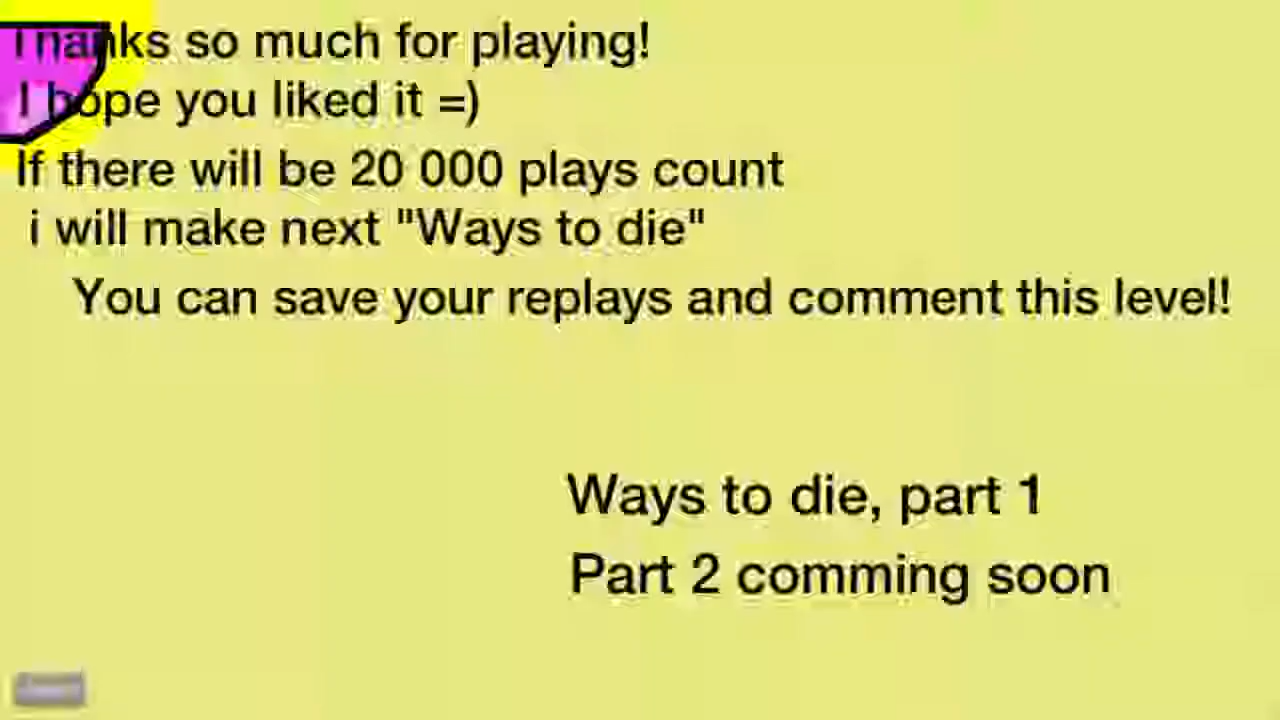 Thanks so much for playing!
I hope you liked it =)
If there will be 20 000 plays count
i will make next "Ways to die"
You can save your replays and comment this level!
Ways to die, part 1
Part 2 comming soon